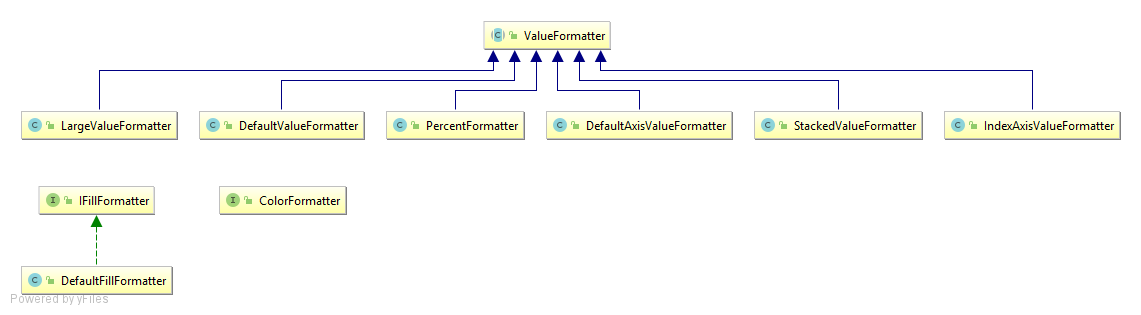 ValueFormatter
LargeValueFormatter
DefaultValueFormatter
PercentFormatter
DefaultAxisValueFormatter
StackedValueFormatter
IndexAxisValueFormatter
IFillFormatter
ColorFormatter
DefaultFillFormatter
Powered by yFiles